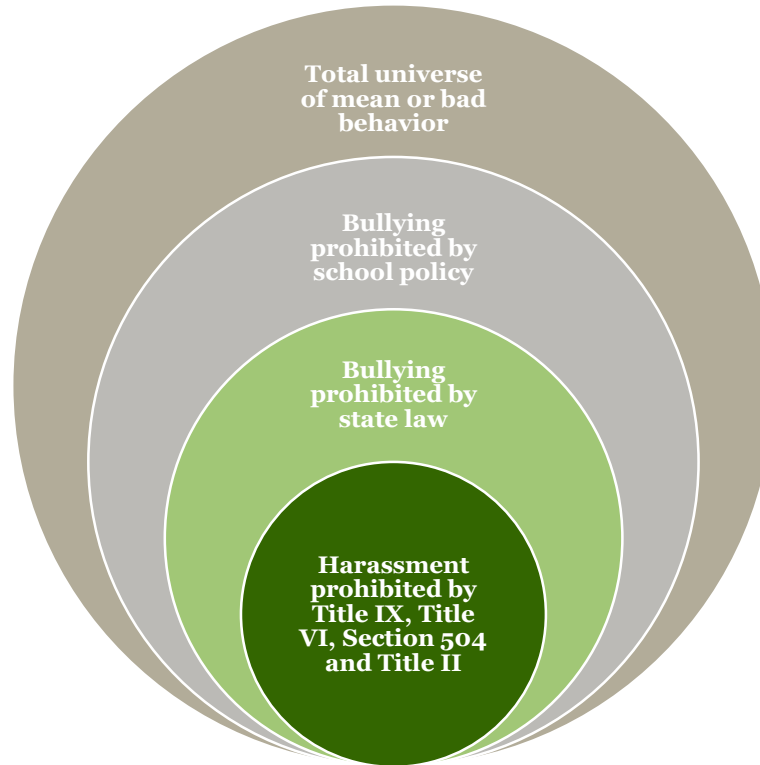 Total universe
of mean or bad
behavior
Bullying
prohibited by
school policy
Bullying
prohibited by
state law
Harassment
prohibited by
Title IX, Title
VI, Section 504
and Title II